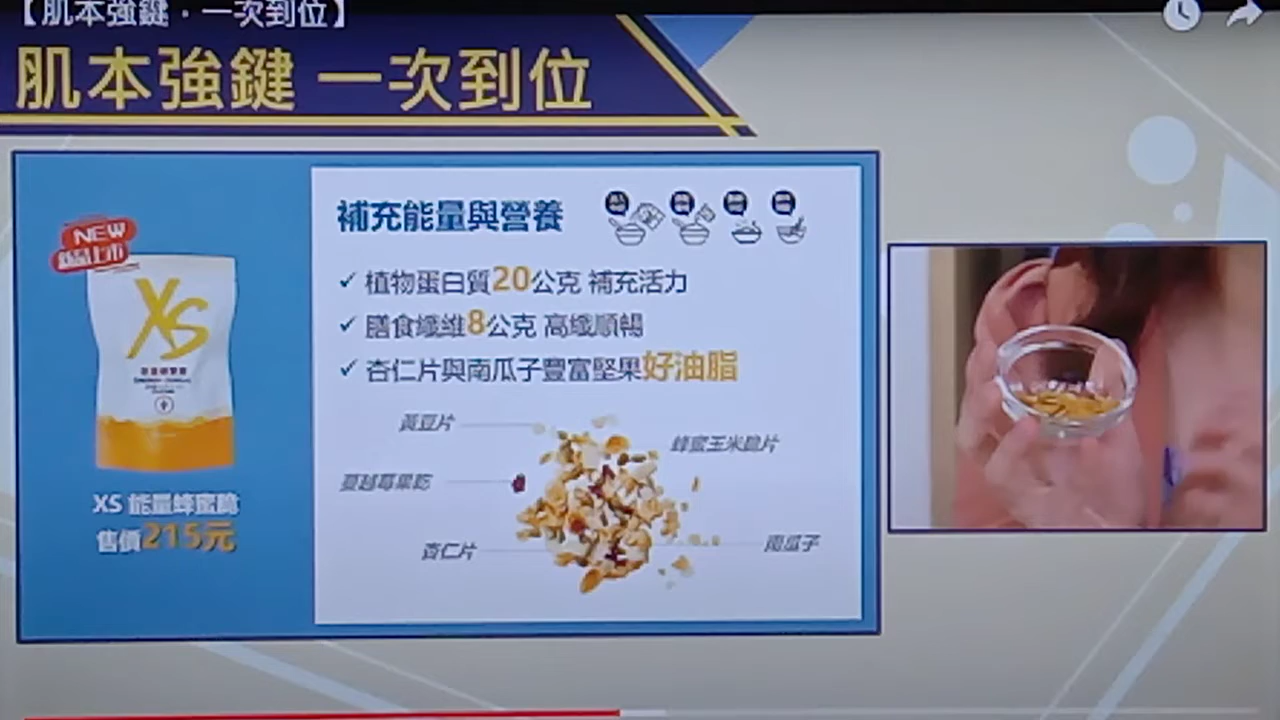 【肌本強鍵．一次到位】
肌本強鍵 一次到位
NEW
新品上市
XS
XS 能量蜂蜜脆
售價215元
補充能量與營養
✓ 植物蛋白質20公克 補充活力
✓ 膳食纖維8公克 高纖順暢
✓ 杏仁片與南瓜子豐富堅果好油脂
黃豆片
蜂蜜玉米脆片
蔓越莓果乾
杏仁片
南瓜子